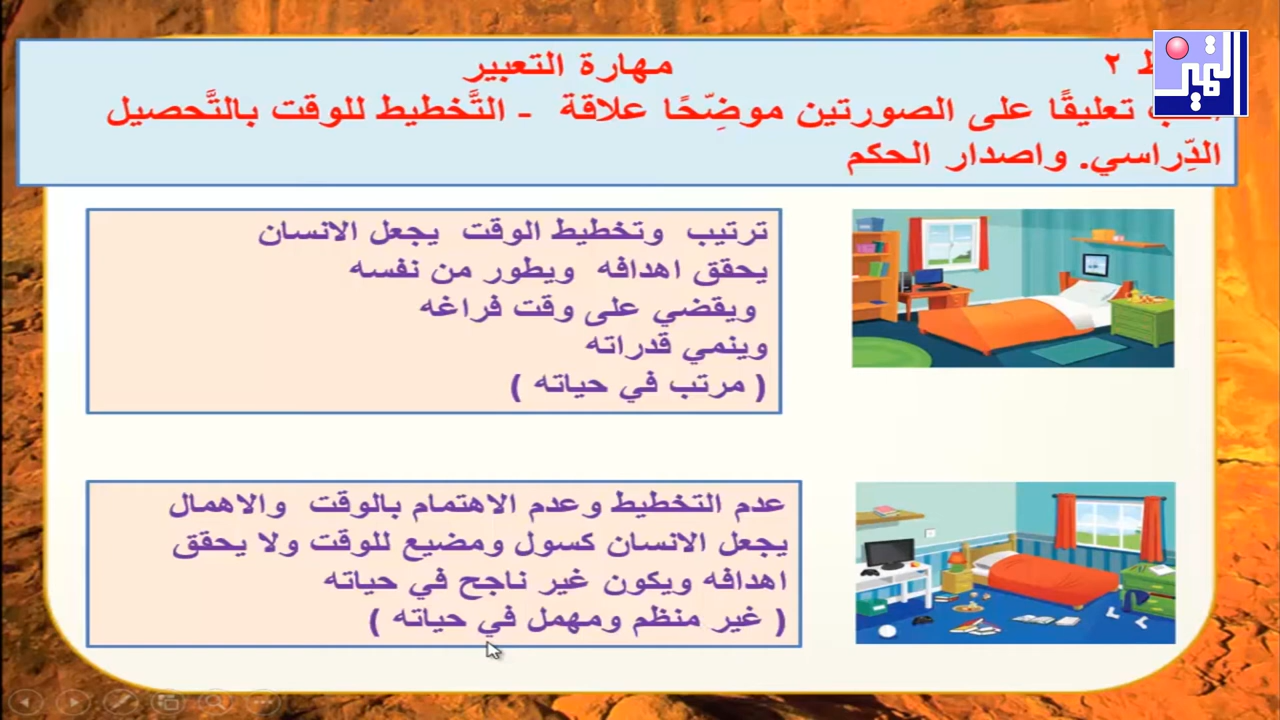 ٢
مهارة التعبير
تعليقًا على الصورتين موضِّحًا علاقة - التَّخطيط للوقت بالتَّحصيل
الدِّراسي. واصدار الحكم
ترتيب وتخطيط الوقت يجعل الانسان
يحقق اهدافه ويطور من نفسه
ويقضي على وقت فراغه
وينمي قدراته
( مرتب في حياته )
عدم التخطيط وعدم الاهتمام بالوقت والاهمال
يجعل الانسان كسول ومضيع للوقت ولا يحقق
اهدافه ويكون غير ناجح في حياته
( غير منظم ومهمل في حياته )